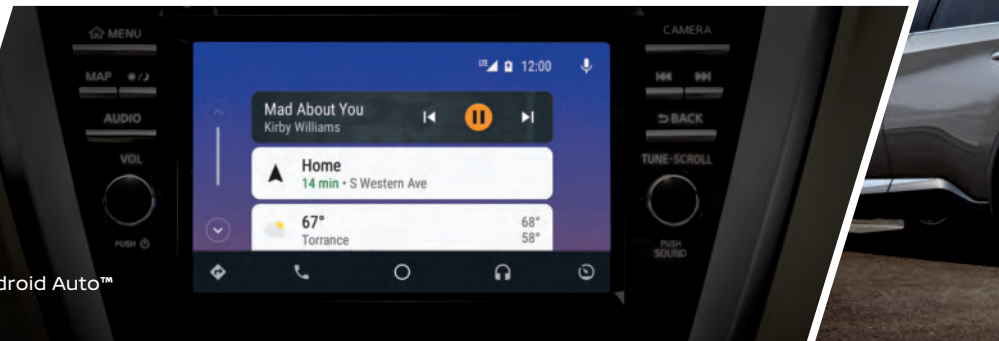 MENU
CAMERA
MAP
AUDIO
BACK
VOL
TUNE-SCROLL
PUSH
PUSH
SOUND
LTE 12:00
Mad About You
Kirby Williams
Home
14 min • S Western Ave
67°
68°
Torrance
58°
droid Auto™